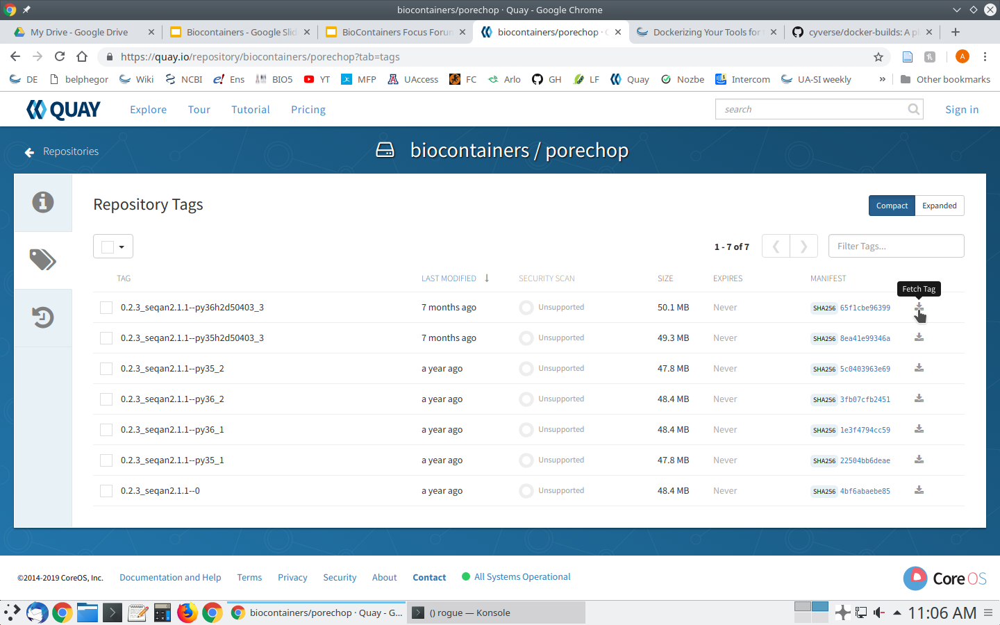 biocontainers/porechop · Quay - Google Chrome
My Drive - Google Drive
Biocontainers - Google Slid
BioContainers Focus Forum
biocontainers/porechop · Q
Dockerizing Your Tools for
cyverse/docker-builds: A pl
https://quay.io/repository/biocontainers/porechop?tab=tags
A
DE
belphegor
Wiki
NCBI
Ens
BIO5
YT
MFP
UAccess
FC
Arlo
GH
LF
Quay
Nozbe
Intercom
UA-SI weekly
»
Other bookmarks
QUAY
Explore
Tour
Tutorial
Pricing
search
Sign in
Repositories
biocontainers / porechop
Repository Tags
Compact
Expanded
1 - 7 of 7
Filter Tags...
TAG
LAST MODIFIED
SECURITY SCAN
SIZE
EXPIRES
MANIFEST
Fetch Tag
0.2.3_seqan2.1.1--py36h2d50403_3 7 months ago Unsupported 50.1 MB Never SHA256 65f1cbe96399
0.2.3_seqan2.1.1--py35h2d50403_3 7 months ago Unsupported 49.3 MB Never SHA256 8ea41e99346a
0.2.3_seqan2.1.1--py35_2 a year ago Unsupported 47.8 MB Never SHA256 5c0403963e69
0.2.3_seqan2.1.1--py36_2 a year ago Unsupported 48.4 MB Never SHA256 3fb07cfb2451
0.2.3_seqan2.1.1--py36_1 a year ago Unsupported 48.4 MB Never SHA256 1e3f4794cc59
0.2.3_seqan2.1.1--py35_1 a year ago Unsupported 47.8 MB Never SHA256 22504bb6deae
0.2.3_seqan2.1.1--0 a year ago Unsupported 48.4 MB Never SHA256 4bf6abaebe85
©2014-2019 CoreOS, Inc.
Documentation and Help
Terms
Privacy
Security
About
Contact
All Systems Operational
Core OS
biocontainers/porechop · Quay - G...
() rogue — Konsole
11:06 AM